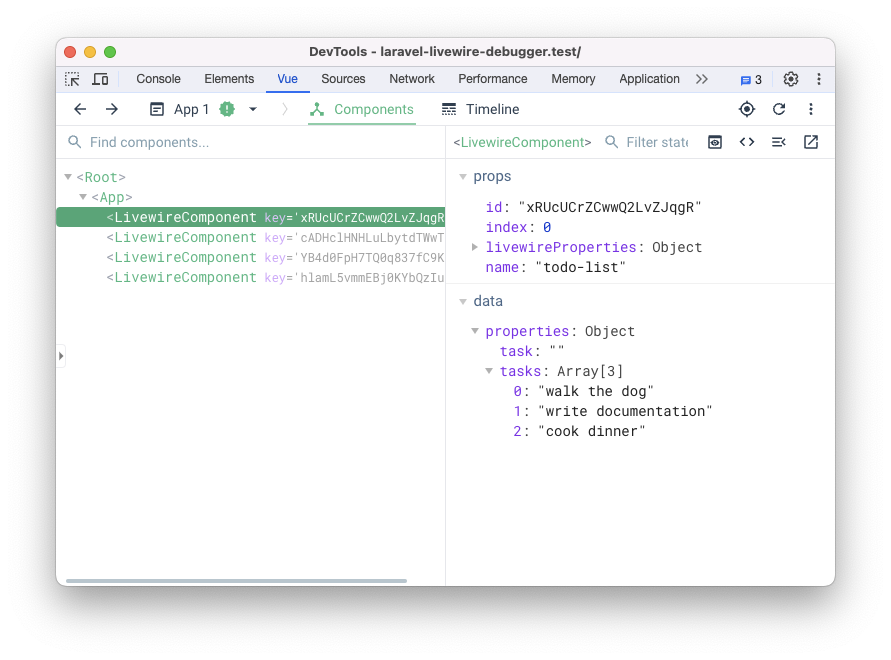 DevTools - laravel-livewire-debugger.test/
Console Elements Vue Sources Network Performance Memory Application 3
App 1 Components Timeline
Find components...
<LivewireComponent> Filter state
<Root>
<App>
<LivewireComponent key='xRUcUCrZCwwQ2LvZJqgR
<LivewireComponent key='cADHclHNHLuLbytdTWwT
<LivewireComponent key='YB4d0FpH7TQ0q837fC9K
<LivewireComponent key='hlamL5vmmEBj0KYbQzIu
props
id: "xRUcUCrZCwwQ2LvZJqgR"
index: 0
livewireProperties: Object
name: "todo-list"
data
properties: Object
task: ""
tasks: Array[3]
0: "walk the dog"
1: "write documentation"
2: "cook dinner"